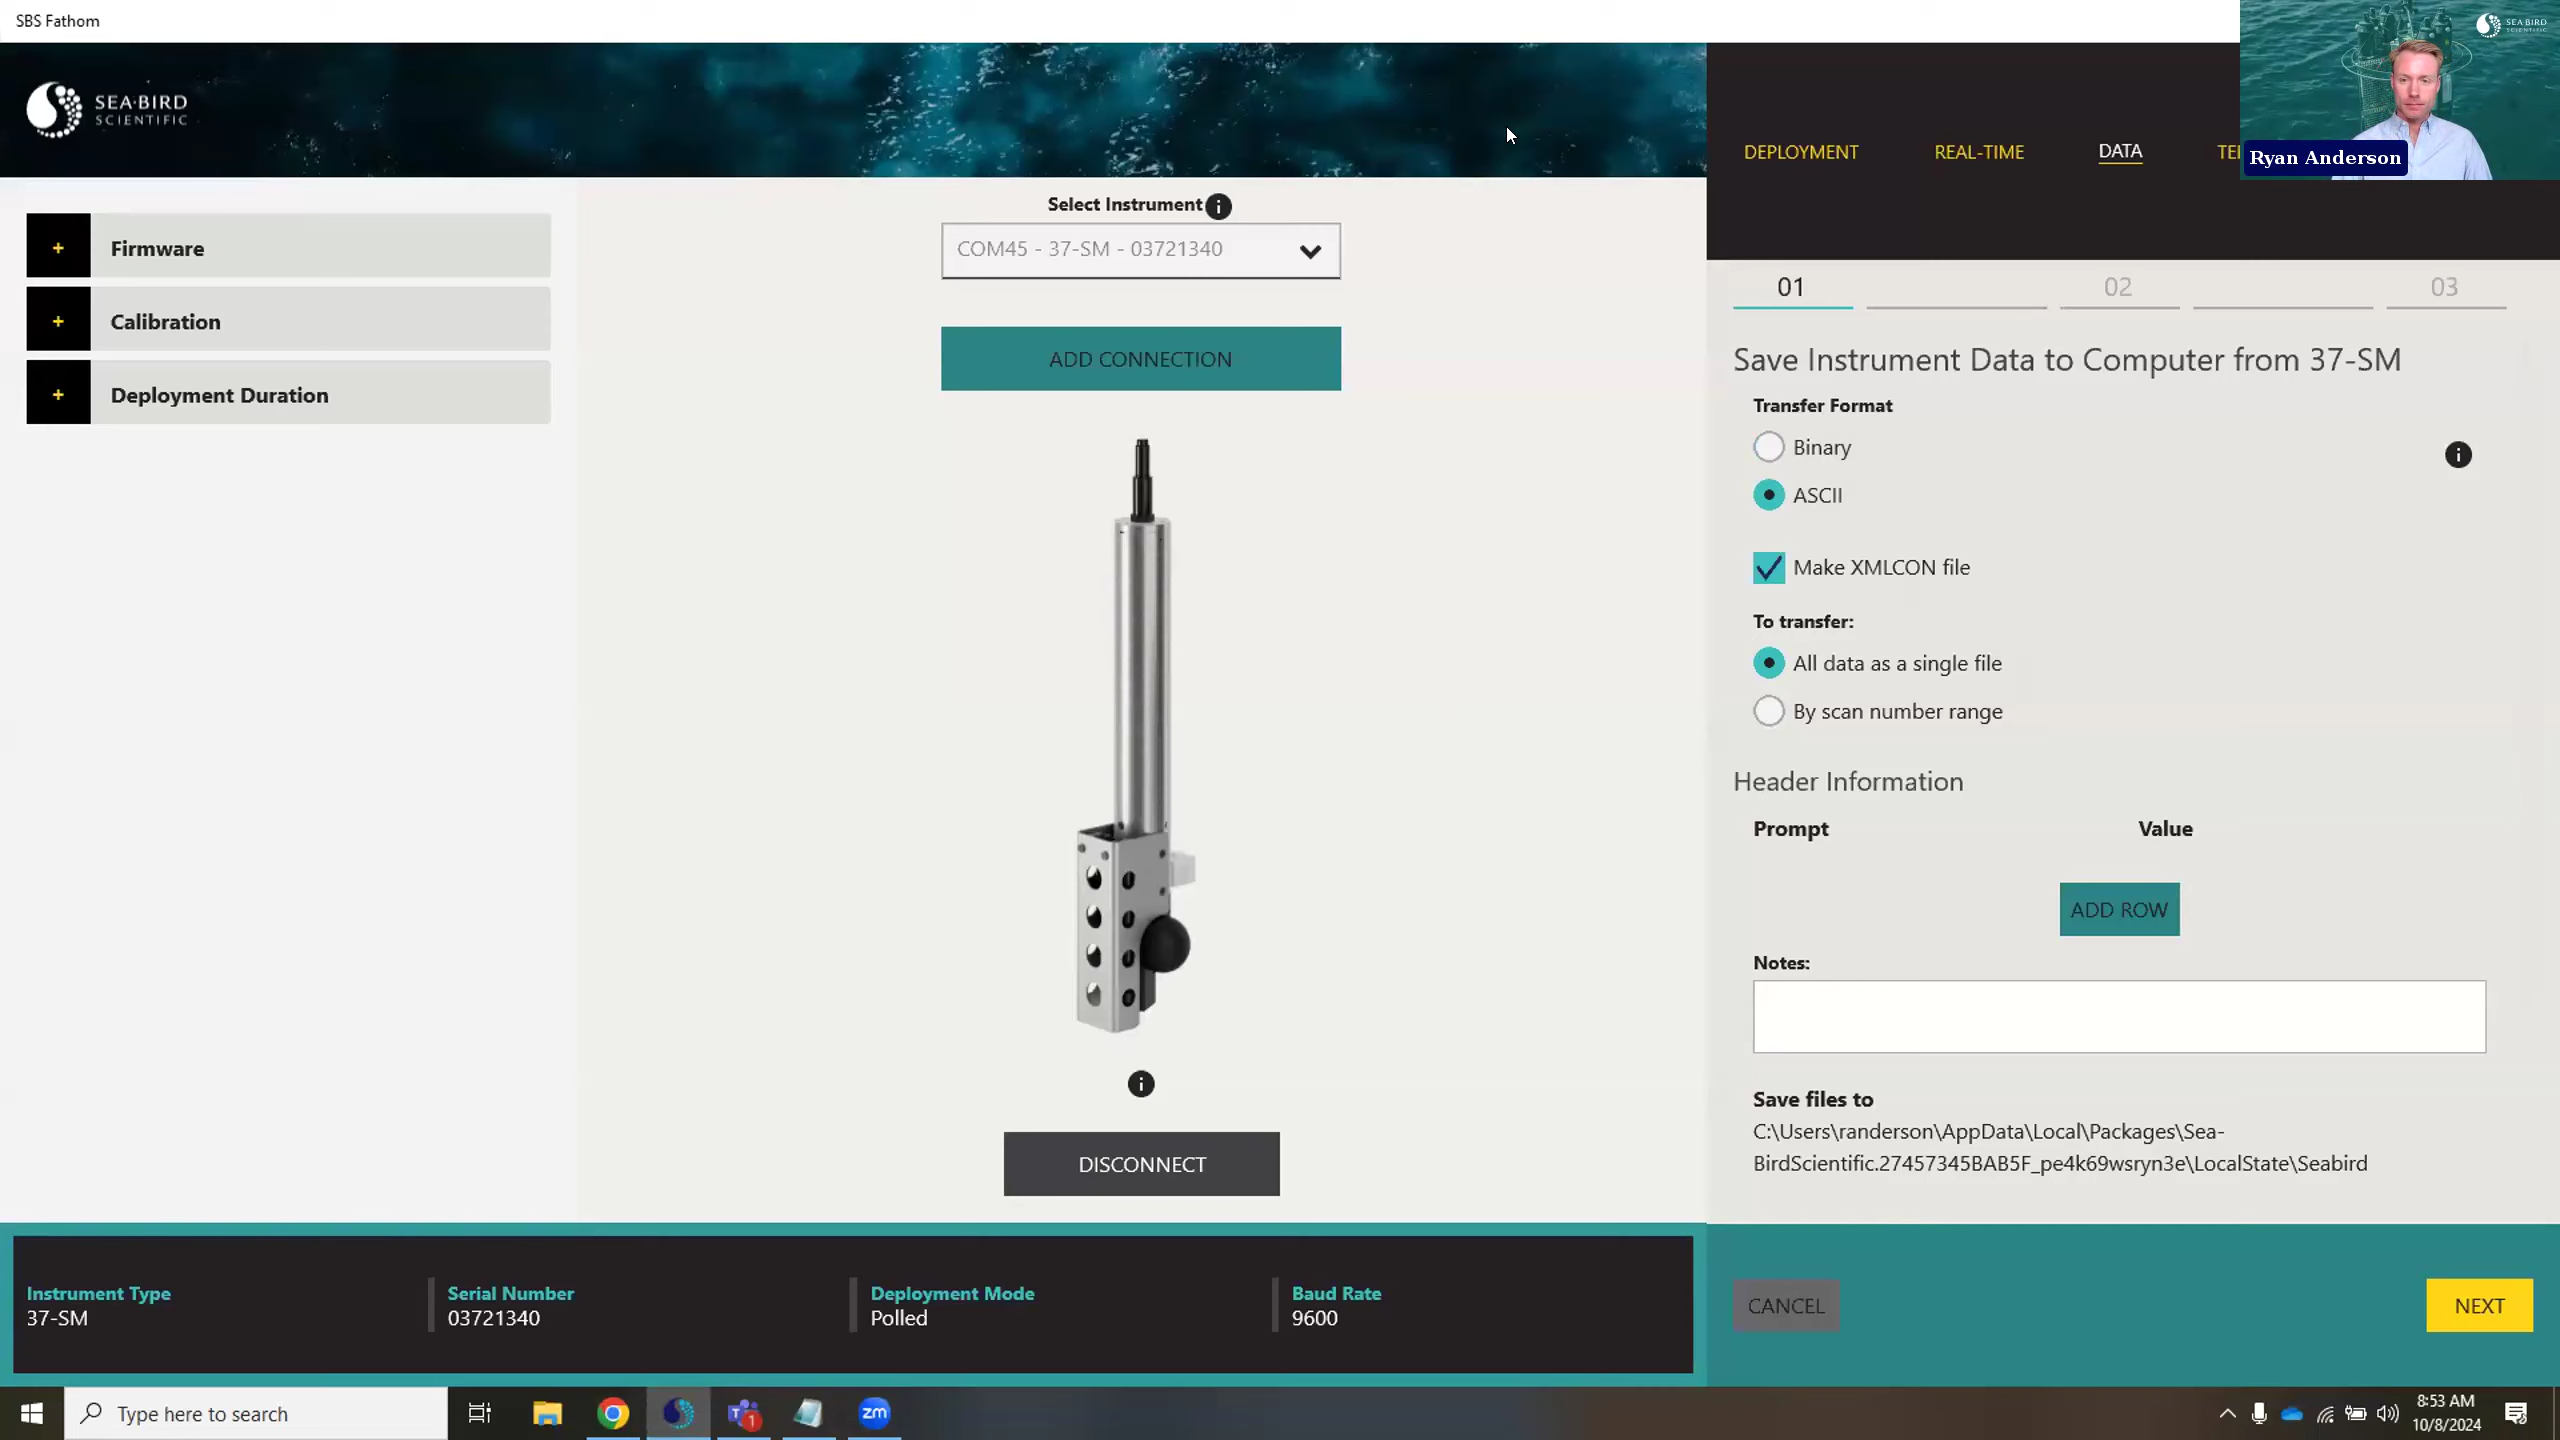 SBS Fathom
SEA·BIRD
SCIENTIFIC
DEPLOYMENT
REAL-TIME
DATA
SEA·BIRD
SCIENTIFIC
Ryan Anderson
Firmware
Calibration
Deployment Duration
Select Instrument
COM45 - 37-SM - 03721340
ADD CONNECTION
DISCONNECT
01
02
03
Save Instrument Data to Computer from 37-SM
Transfer Format
Binary
ASCII
Make XMLCON file
To transfer:
All data as a single file
By scan number range
Header Information
Prompt
Value
ADD ROW
Notes:
Save files to
C:\Users\randerson\AppData\Local\Packages\Sea-
BirdScientific.27457345BAB5F_pe4k69wsryn3e\LocalState\Seabird
Instrument Type
37-SM
Serial Number
03721340
Deployment Mode
Polled
Baud Rate
9600
CANCEL
NEXT
Type here to search
1
zm
8:53 AM
10/8/2024